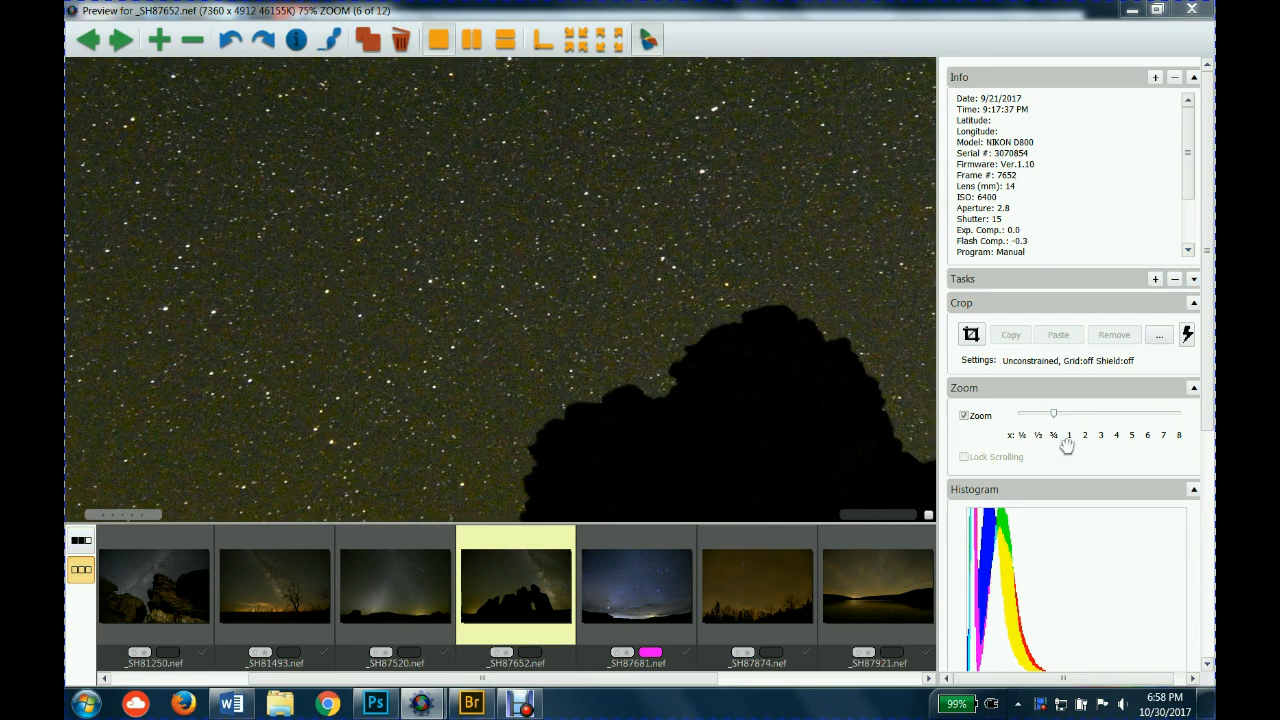 Preview for _SH87652.nef (7360 x 4912 46155K) 75% ZOOM (6 of 12)
Info
Date: 9/21/2017
Time: 9:17:37 PM
Latitude:
Longitude:
Model: NIKON D800
Serial #: 3070854
Firmware: Ver.1.10
Frame #: 7652
Lens (mm): 14
ISO: 6400
Aperture: 2.8
Shutter: 15
Exp. Comp.: 0.0
Flash Comp.: -0.3
Program: Manual
Tasks
Crop
Copy Paste Remove ...
Settings: Unconstrained, Grid:off Shield:off
Zoom
Zoom
x: ¼ ½ ¾ 1 2 3 4 5 6 7 8
Lock Scrolling
Histogram
_SH81250.nef _SH81493.nef _SH87520.nef _SH87652.nef _SH87681.nef _SH87874.nef _SH87921.nef
W Ps Br 99% 6:58 PM
10/30/2017